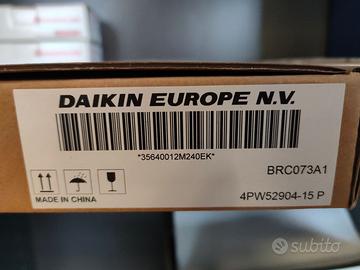 DAIKIN EUROPE N.V.
*35640012M240EK*
BRC073A1
MADE IN CHINA
4PW52904-15 P
subito